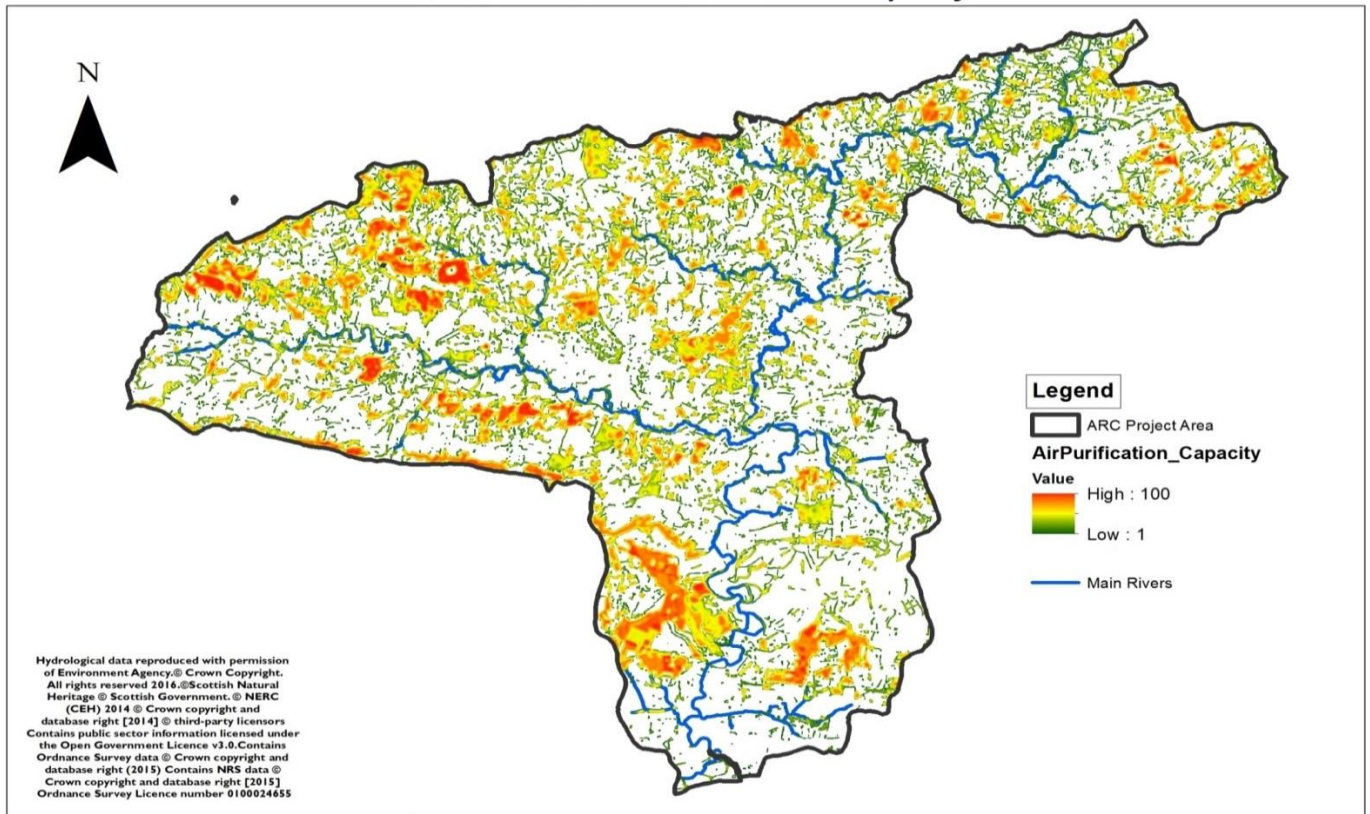 N
Legend
ARC Project Area
AirPurification_Capacity
Value
High : 100
Low : 1
Main Rivers
Hydrological data reproduced with permission
of Environment Agency.© Crown Copyright.
All rights reserved 2016.©Scottish Natural
Heritage © Scottish Government. © NERC
(CEH) 2014 © Crown copyright and
database right [2014] © third-party licensors
Contains public sector information licensed under
the Open Government Licence v3.0.Contains
Ordnance Survey data © Crown copyright and
database right (2015) Contains NRS data ©
Crown copyright and database right [2015]
Ordnance Survey Licence number 0100024655